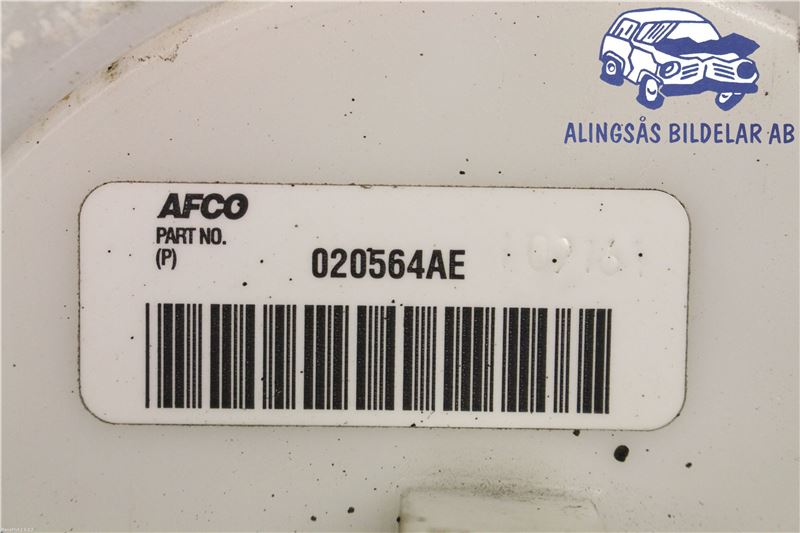 ALINGSÅS BILDELAR AB
AFCO
PART NO.
(P)
020564AE